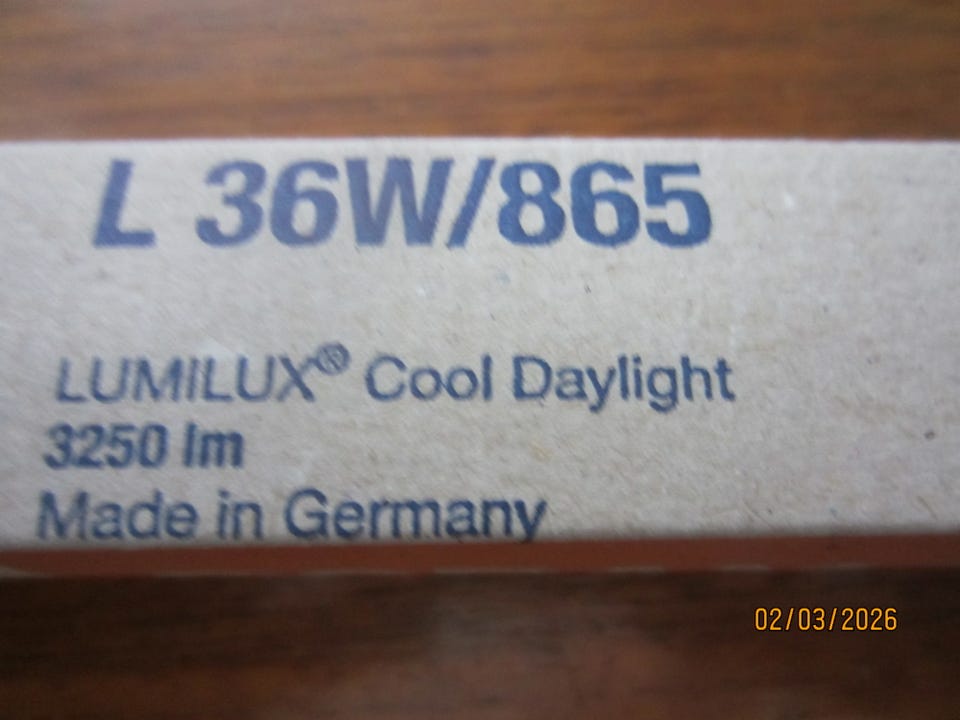 L 36W/865
LUMILUX® Cool Daylight
3250 lm
Made in Germany
02/03/2026